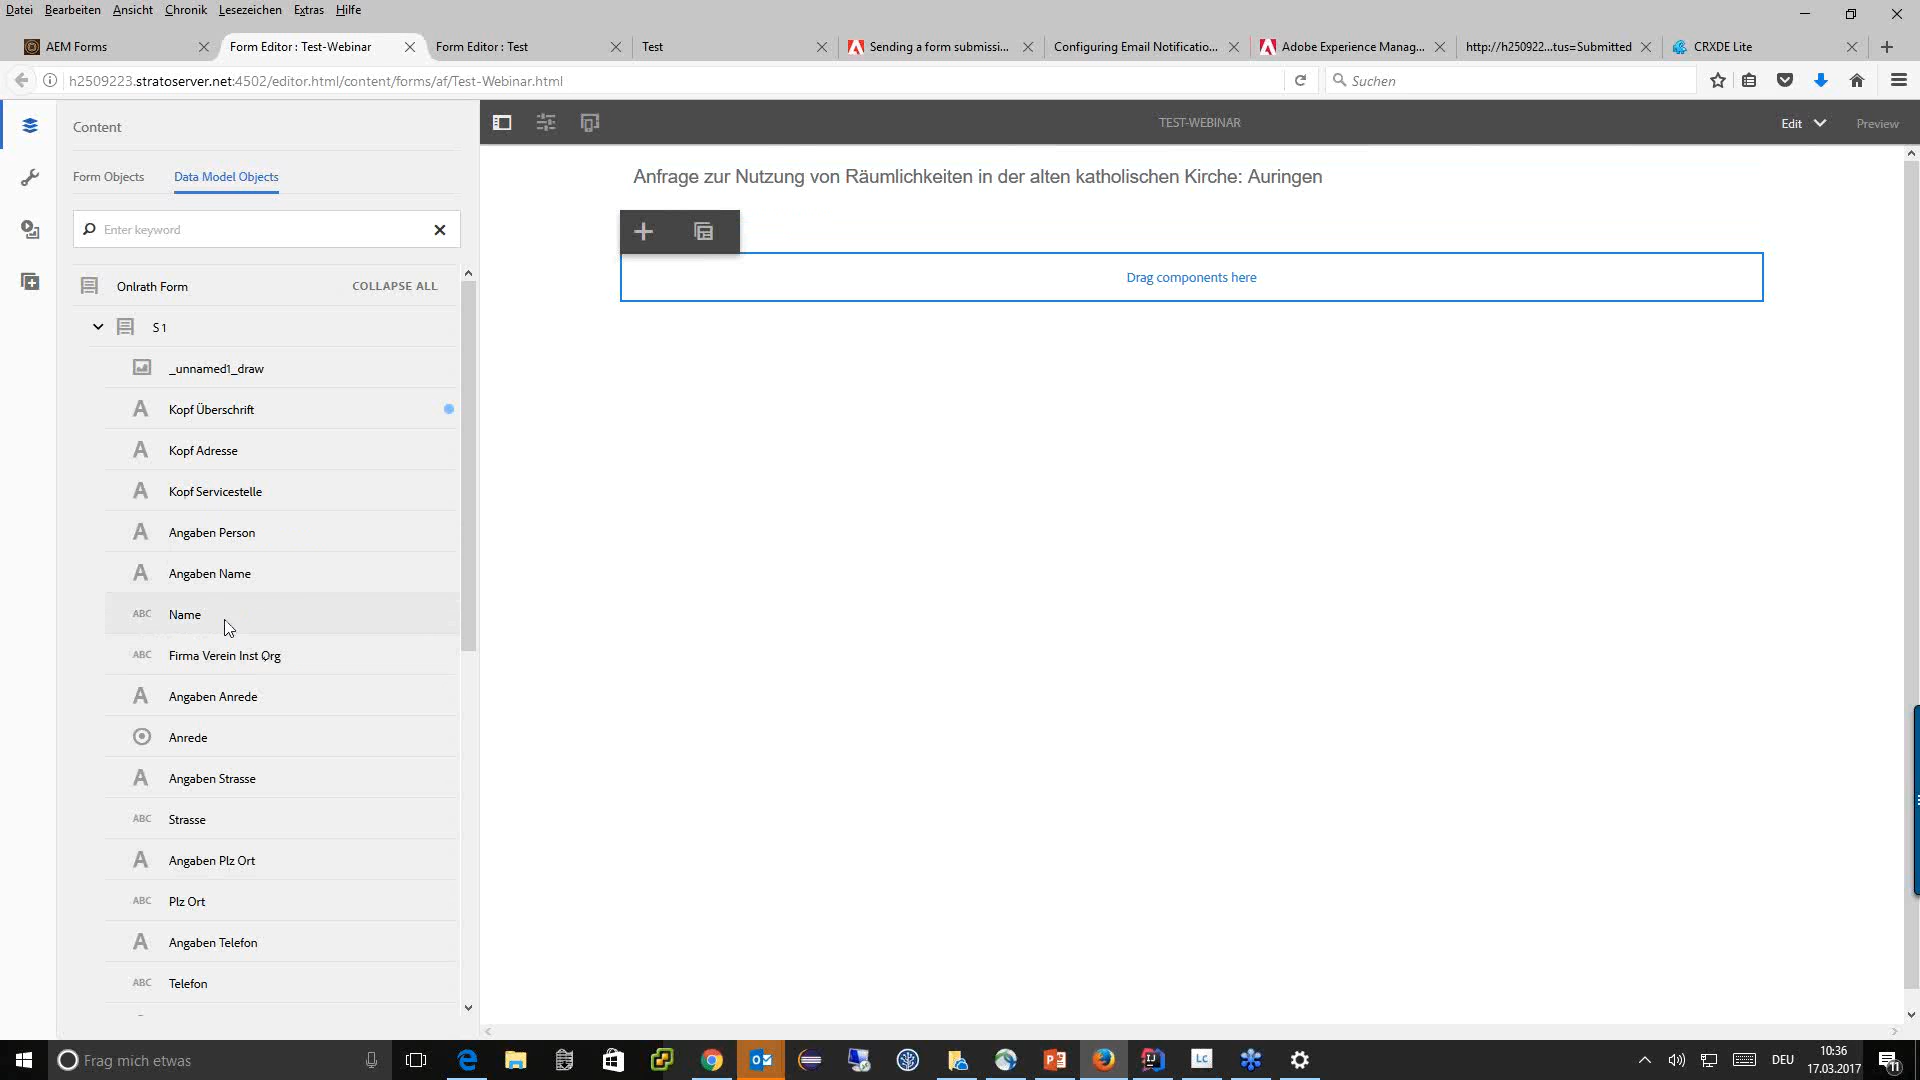 Datei Bearbeiten Ansicht Chronik Lesezeichen Extras Hilfe
AEM Forms
Form Editor : Test-Webinar
Form Editor : Test
Test
Sending a form submissi...
Configuring Email Notificatio...
Adobe Experience Manag...
http://h250922...tus=Submitted
CRXDE Lite
h2509223.stratoserver.net:4502/editor.html/content/forms/af/Test-Webinar.html
Suchen
Content
TEST-WEBINAR
Edit
Preview
Form Objects
Data Model Objects
Anfrage zur Nutzung von Räumlichkeiten in der alten katholischen Kirche: Auringen
Enter keyword
Drag components here
Onlrath Form
COLLAPSE ALL
S 1
_unnamed1_draw
A Kopf Überschrift
A Kopf Adresse
A Kopf Servicestelle
A Angaben Person
A Angaben Name
ABC Name
ABC Firma Verein Inst Org
A Angaben Anrede
Anrede
A Angaben Strasse
ABC Strasse
A Angaben Plz Ort
ABC Plz Ort
A Angaben Telefon
ABC Telefon
Frag mich etwas
LC
DEU
10:36
17.03.2017
11